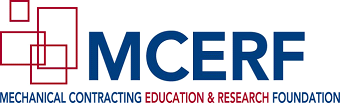 MCERF
MECHANICAL CONTRACTING EDUCATION & RESEARCH FOUNDATION